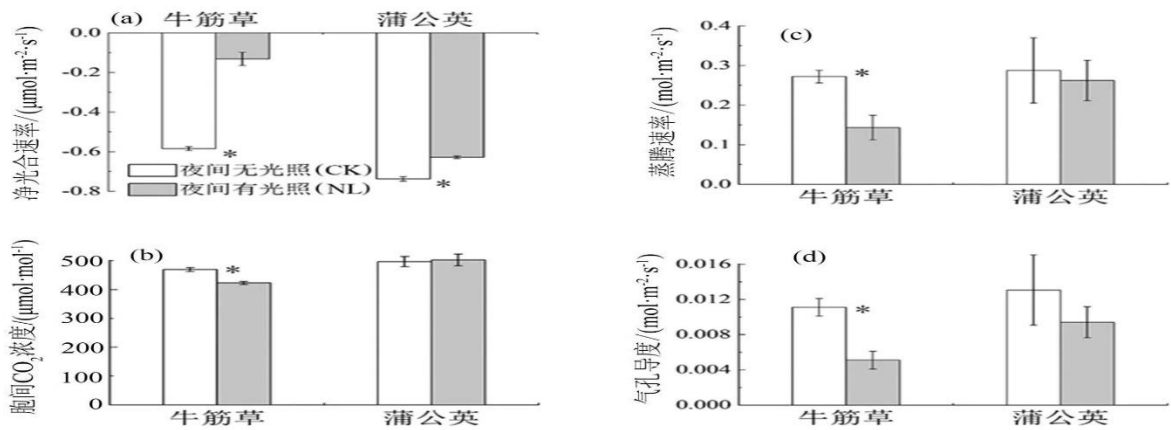 (a)
牛筋草 蒲公英
净光合速率/(μmol·m⁻²·s⁻¹)
0.0
-0.2
-0.4
-0.6
-0.8
*
*
夜间无光照(CK)
夜间有光照(NL)
(b)
胞间CO₂浓度/(μmol·mol⁻¹)
500
400
300
200
100
0
*
牛筋草 蒲公英
(c)
蒸腾速率/(mol·m⁻²·s⁻¹)
0.4
0.3
0.2
0.1
0.0
*
牛筋草 蒲公英
(d)
气孔导度/(mol·m⁻²·s⁻¹)
0.016
0.012
0.008
0.004
0.000
*
牛筋草 蒲公英